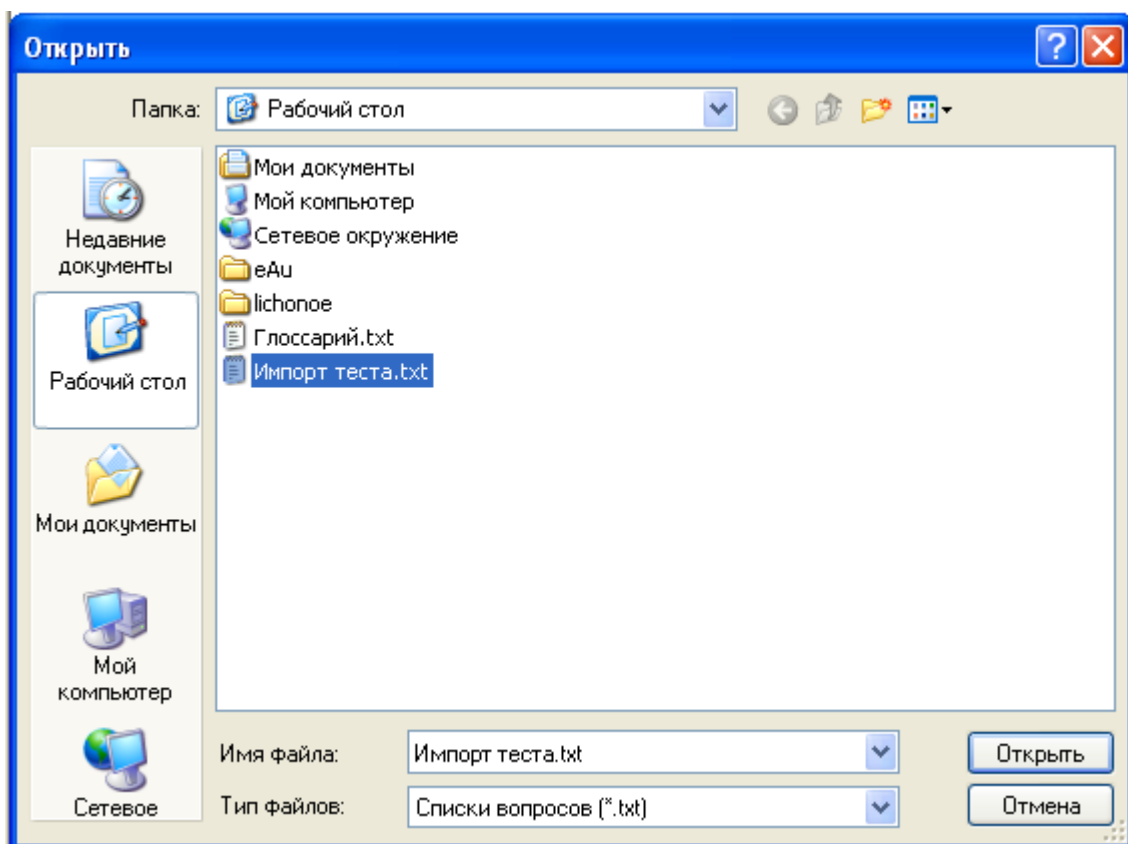 Открыть
Папка:
Рабочий стол
Недавние
документы
Рабочий стол
Мои документы
Мой
компьютер
Сетевое
Мои документы
Мой компьютер
Сетевое окружение
eAu
lichonoe
Глоссарий.txt
Импорт теста.txt
Имя файла:
Импорт теста.txt
Открыть
Тип файлов:
Списки вопросов (*.txt)
Отмена